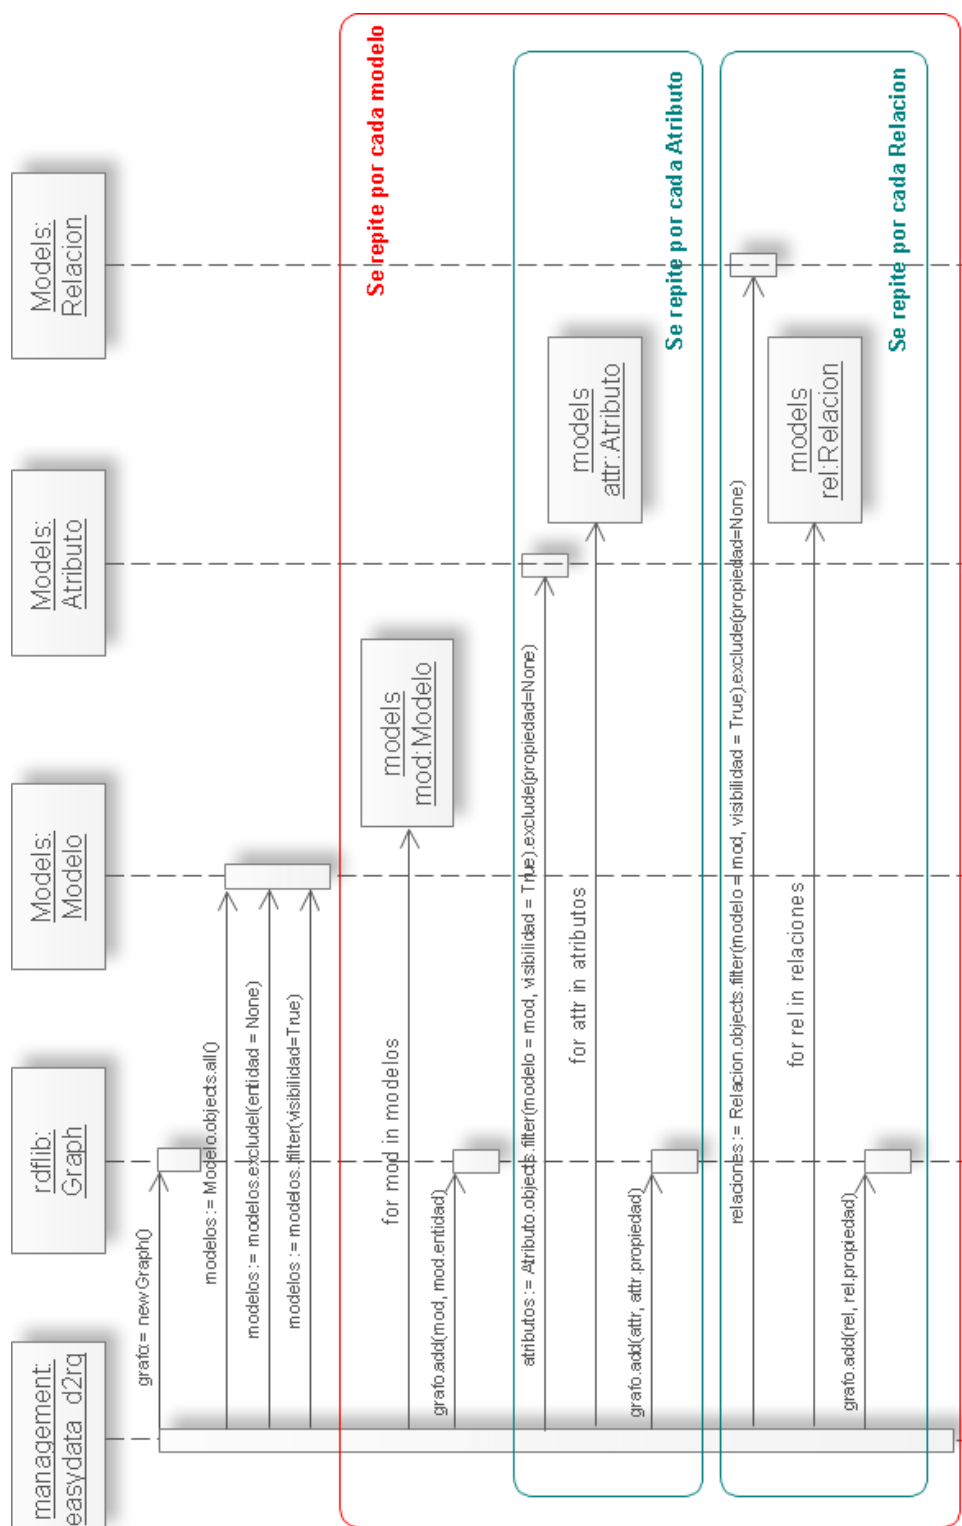 management:
easydata d2rq
rdflib:
Graph
Models:
Modelo
Models:
Atributo
Models:
Relacion
grafo:= new Graph()
modelos := Modelo.objects.all()
modelos := modelos.excludel(entidad = None)
modelos := modelos.|filter(visibilidad=True)
Se repite por cada modelo
for mod in modelos
models
mod:Modelo
grafo.add(mod, mod.entidad)
atributos := Atributo.objects.filter(modelo = mod, visibilidad = True).exclude(propiedad=None)
for attr in atributos
models
attr:Atributo
grafo.add(attr, attr.propiedad)
Se repite por cada Atributo
relaciones := Relacion.objects.filter(modelo = mod, visibilidad = True).exclude(propiedad=None)
for rel in relaciones
models
rel:Relacion
grafo.add(rel, rel.propiedad)
Se repite por cada Relacion